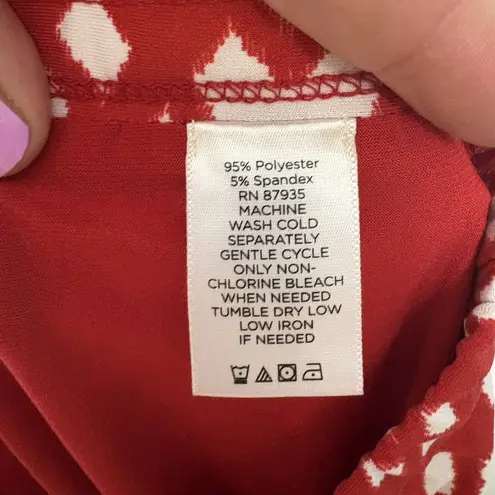 95% Polyester
5% Spandex
RN 87935
MACHINE
WASH COLD
SEPARATELY
GENTLE CYCLE
ONLY NON-
CHLORINE BLEACH
WHEN NEEDED
TUMBLE DRY LOW
LOW IRON
IF NEEDED